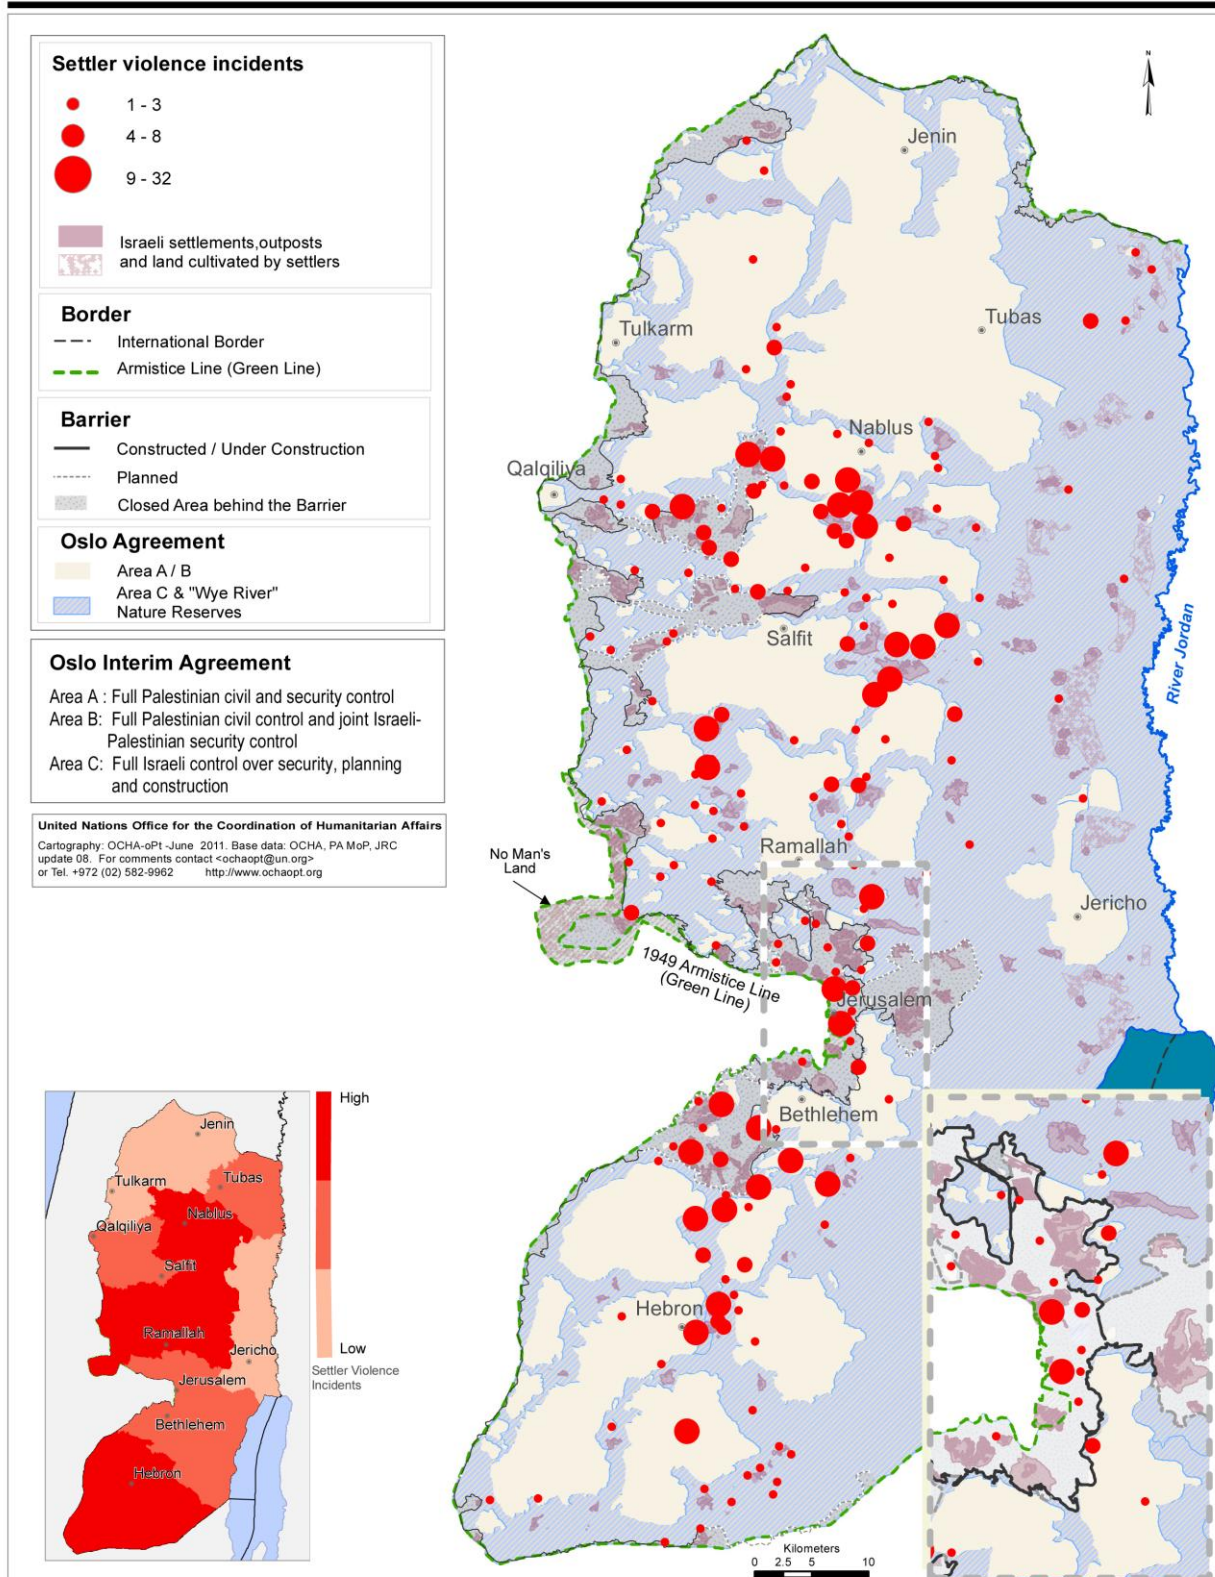 Settler violence incidents
1 - 3
4 - 8
9 - 32
Israeli settlements,outposts
and land cultivated by settlers
Border
International Border
Armistice Line (Green Line)
Barrier
Constructed / Under Construction
Planned
Closed Area behind the Barrier
Oslo Agreement
Area A / B
Area C & "Wye River"
Nature Reserves
Oslo Interim Agreement
Area A : Full Palestinian civil and security control
Area B: Full Palestinian civil control and joint Israeli-
Palestinian security control
Area C: Full Israeli control over security, planning
and construction
United Nations Office for the Coordination of Humanitarian Affairs
Cartography: OCHA-oPt -June 2011. Base data: OCHA, PA MoP, JRC
update 08. For comments contact <ochaopt@un.org>
or Tel. +972 (02) 582-9962 http://www.ochaopt.org
N
Jenin
Tubas
Tulkarm
Nablus
Qalqiliya
Salfit
River Jordan
Ramallah
No Man's
Land
Jericho
1949 Armistice Line
(Green Line)
Jerusalem
Bethlehem
Hebron
Kilometers
0 2.5 5 10
High
Low
Settler Violence
Incidents
Jenin
Tulkarm
Tubas
Nablus
Qalqiliya
Salfit
Ramallah
Jericho
Jerusalem
Bethlehem
Hebron